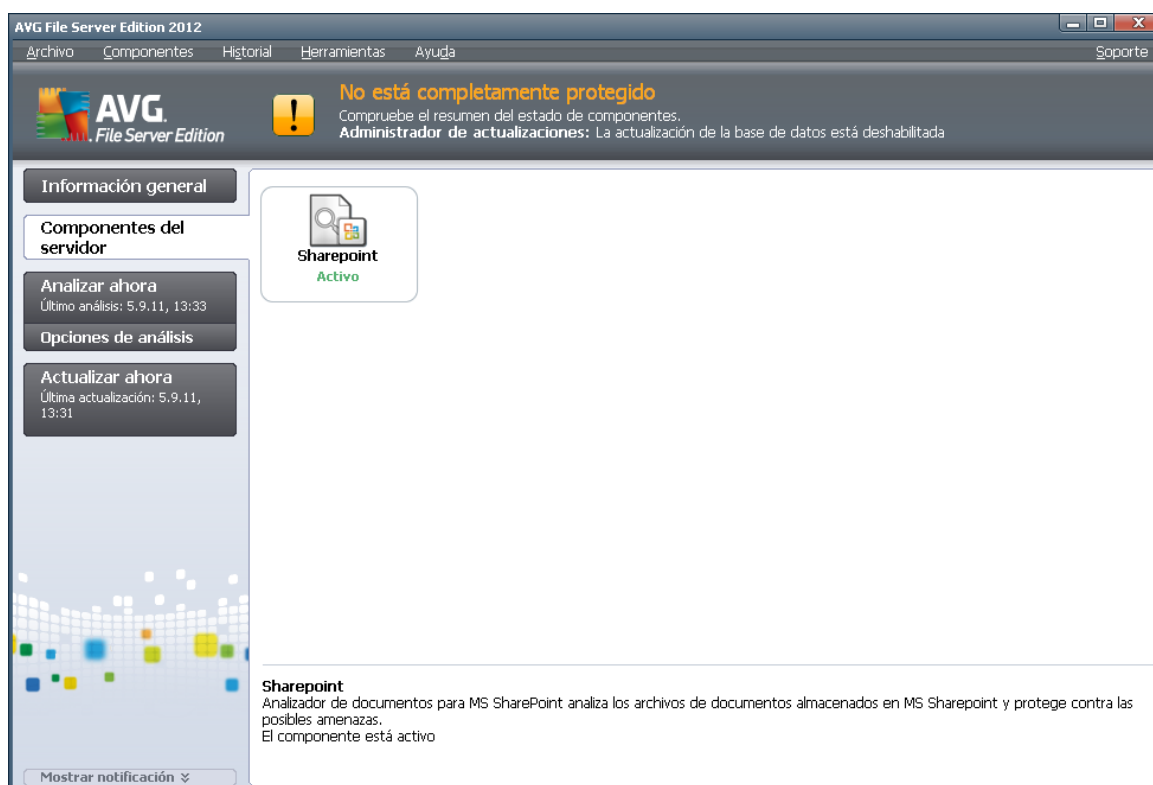 AVG File Server Edition 2012
Archivo Componentes Historial Herramientas Ayuda Soporte
AVG.
File Server Edition
No está completamente protegido
Compruebe el resumen del estado de componentes.
Administrador de actualizaciones: La actualización de la base de datos está deshabilitada
Información general
Componentes del
servidor
Analizar ahora
Último análisis: 5.9.11, 13:33
Opciones de análisis
Actualizar ahora
Última actualización: 5.9.11,
13:31
Mostrar notificación
Sharepoint
Activo
Sharepoint
Analizador de documentos para MS SharePoint analiza los archivos de documentos almacenados en MS Sharepoint y protege contra las
posibles amenazas.
El componente está activo